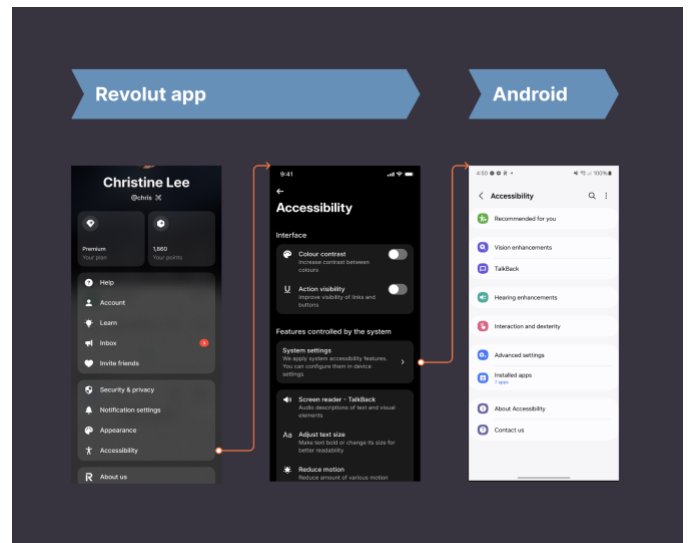 Revolut app
Android
Christine Lee
@chris
Premium
Your plan
1,860
Your points
Help
Account
Learn
Inbox
Invite friends
Security & privacy
Notification settings
Appearance
Accessibility
About us
9:41
Accessibility
Interface
Colour contrast
Increase contrast between
colours
Action visibility
Improve visibility of links and
buttons
Features controlled by the system
System settings
We apply system accessibility features.
You can configure them in device
settings
Screen reader - TalkBack
Audio descriptions of text and visual
elements
Aa Adjust text size
Make text bold or change its size for
better readability
Reduce motion
Reduce amount of various motion
100%
Accessibility
Recommended for you
Vision enhancements
TalkBack
Hearing enhancements
Interaction and dexterity
Advanced settings
Installed apps
7 apps
About Accessibility
Contact us